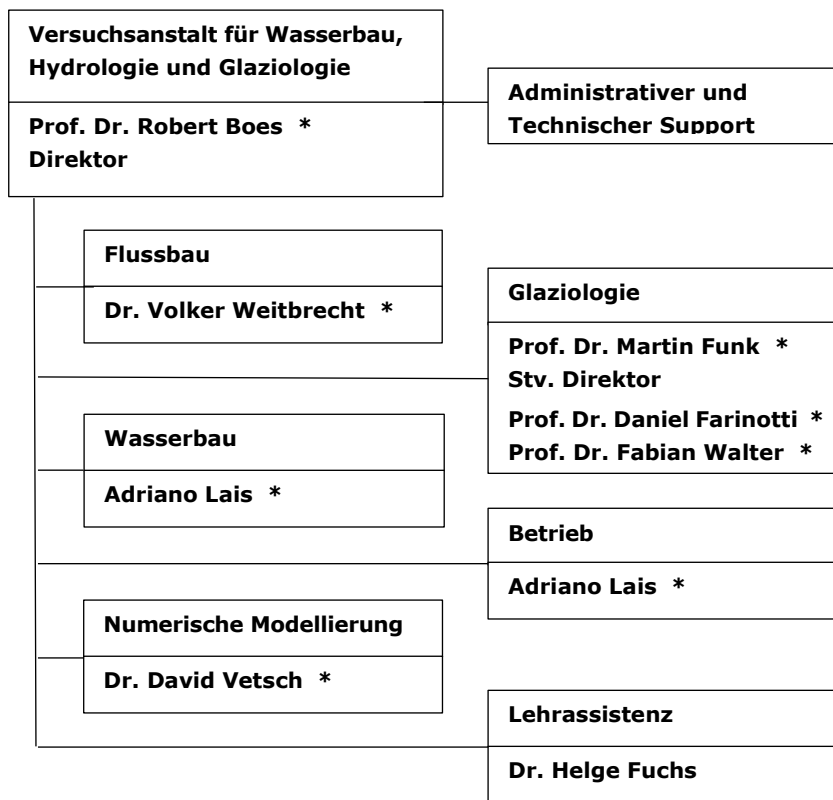 Versuchsanstalt für Wasserbau,
Hydrologie und Glaziologie
Prof. Dr. Robert Boes *
Direktor
Administrativer und
Technischer Support
Flussbau
Dr. Volker Weitbrecht *
Glaziologie
Prof. Dr. Martin Funk *
Stv. Direktor
Prof. Dr. Daniel Farinotti *
Prof. Dr. Fabian Walter *
Wasserbau
Adriano Lais *
Betrieb
Adriano Lais *
Numerische Modellierung
Dr. David Vetsch *
Lehrassistenz
Dr. Helge Fuchs